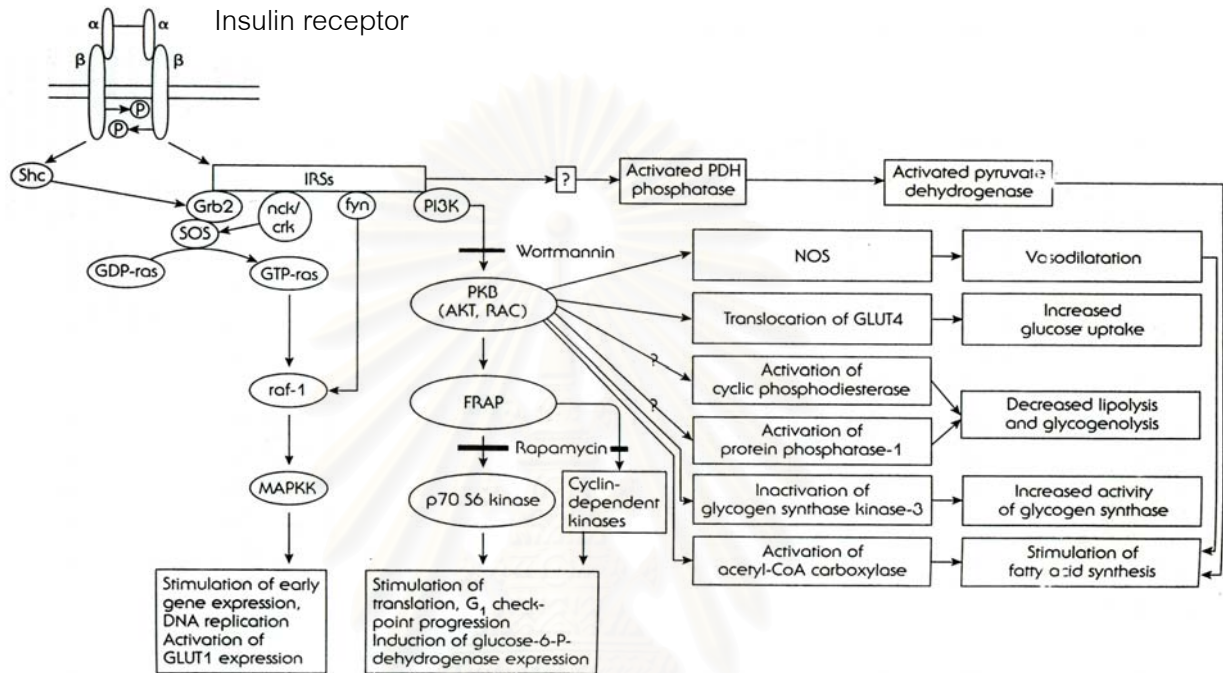 Insulin receptor
α
α
β
β
P
P
Shc
IRSs
Grb2
nck/
crk
fyn
PI3K
SOS
GDP-ras
GTP-ras
?
Activated PDH
phosphatase
Activated pyruvate
dehydrogenase
Wortmannin
PKB
(AKT, RAC)
NOS
Vasodilatation
Translocation of GLUT4
Increased
glucose uptake
?
Activation of
cyclic phosphodiesterase
?
Activation of
protein phosphatase-1
Decreased lipolysis
and glycogenolysis
Inactivation of
glycogen synthase kinase-3
Increased activity
of glycogen synthase
Activation of
acetyl-CoA carboxylase
Stimulation of
fatty acid synthesis
raf-1
FRAP
Rapamycin
MAPKK
p70 S6 kinase
Cyclin-
dependent
kinases
Stimulation of early
gene expression,
DNA replication
Activation of
GLUT1 expression
Stimulation of
translation, G₁ check-
point progression
Induction of glucose-6-P-
dehydrogenase expression